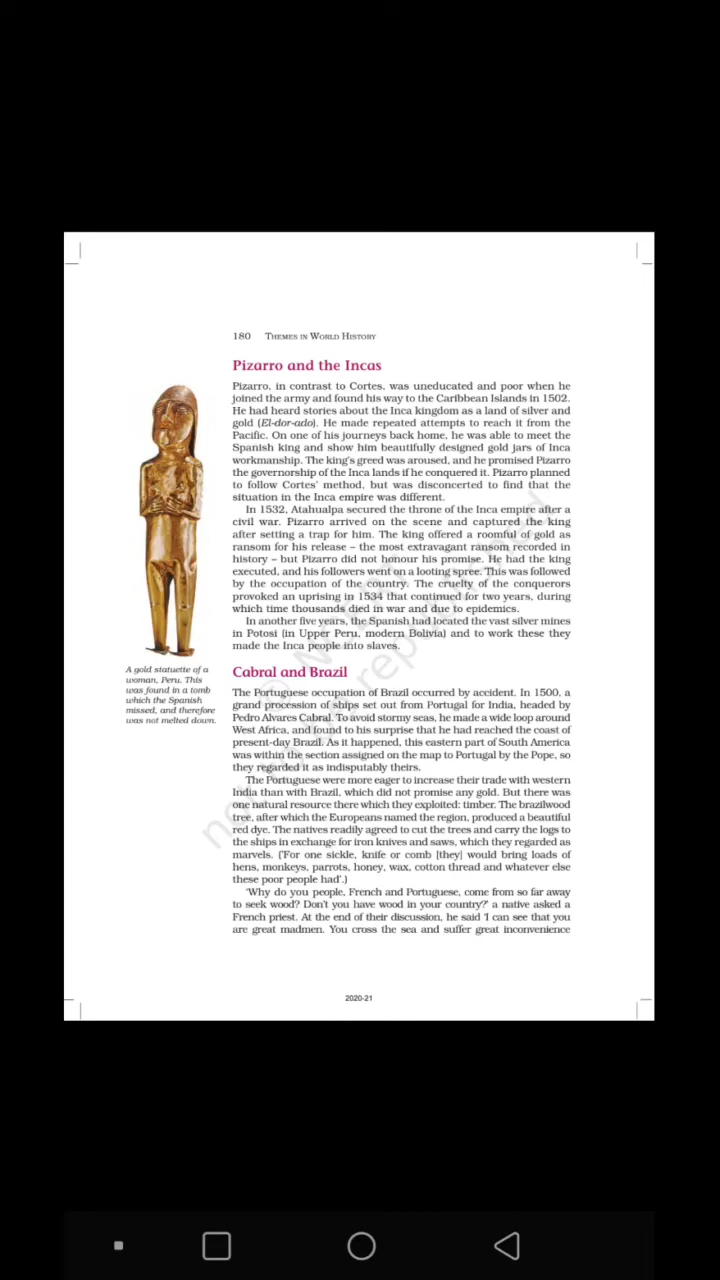 180 Themes in World History
Pizarro and the Incas
Pizarro, in contrast to Cortes, was uneducated and poor when he
joined the army and found his way to the Caribbean Islands in 1502.
He had heard stories about the Inca kingdom as a land of silver and
gold (El-dor-ado). He made repeated attempts to reach it from the
Pacific. On one of his journeys back home, he was able to meet the
Spanish king and show him beautifully designed gold jars of Inca
workmanship. The king's greed was aroused, and he promised Pizarro
the governorship of the Inca lands if he conquered it. Pizarro planned
to follow Cortes' method, but was disconcerted to find that the
situation in the Inca empire was different.
In 1532, Atahualpa secured the throne of the Inca empire after a
civil war. Pizarro arrived on the scene and captured the king
after setting a trap for him. The king offered a roomful of gold as
ransom for his release – the most extravagant ransom recorded in
history – but Pizarro did not honour his promise. He had the king
executed, and his followers went on a looting spree. This was followed
by the occupation of the country. The cruelty of the conquerors
provoked an uprising in 1534 that continued for two years, during
which time thousands died in war and due to epidemics.
In another five years, the Spanish had located the vast silver mines
in Potosi (in Upper Peru, modern Bolivia) and to work these they
made the Inca people into slaves.
A gold statuette of a
woman, Peru. This
was found in a tomb
which the Spanish
missed, and therefore
was not melted down.
Cabral and Brazil
The Portuguese occupation of Brazil occurred by accident. In 1500, a
grand procession of ships set out from Portugal for India, headed by
Pedro Alvares Cabral. To avoid stormy seas, he made a wide loop around
West Africa, and found to his surprise that he had reached the coast of
present-day Brazil. As it happened, this eastern part of South America
was within the section assigned on the map to Portugal by the Pope, so
they regarded it as indisputably theirs.
The Portuguese were more eager to increase their trade with western
India than with Brazil, which did not promise any gold. But there was
one natural resource there which they exploited: timber. The brazilwood
tree, after which the Europeans named the region, produced a beautiful
red dye. The natives readily agreed to cut the trees and carry the logs to
the ships in exchange for iron knives and saws, which they regarded as
marvels. ('For one sickle, knife or comb [they] would bring loads of
hens, monkeys, parrots, honey, wax, cotton thread and whatever else
these poor people had'.)
'Why do you people, French and Portuguese, come from so far away
to seek wood? Don't you have wood in your country?' a native asked a
French priest. At the end of their discussion, he said 'I can see that you
are great madmen. You cross the sea and suffer great inconvenience
2020-21
not to be republished